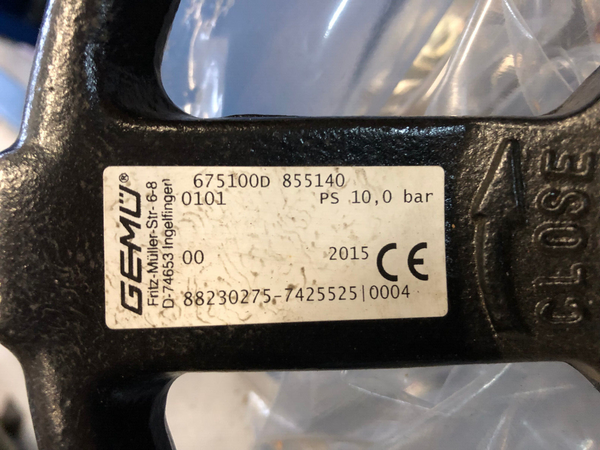 GEMÜ®
Fritz-Müller-Str- 6-8
D-74653 Ingelfingen
675100D 855140
0101 PS 10,0 bar
00 2015 CE
88230275-7425525|0004
CLOSE